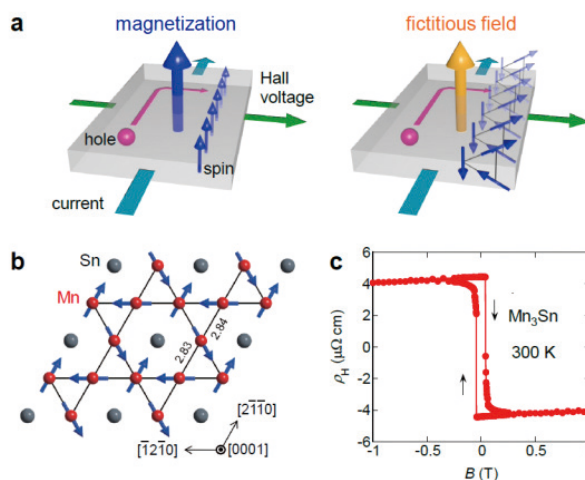 a
magnetization
fictitious field
Hall
voltage
hole
spin
current
b
Sn
Mn
2.83
2.84
[2̄1̄1̄0]
[1̄21̄0]
[0001]
c
6
4
2
0
-2
-4
-6
ρH (μΩ cm)
Mn₃Sn
300 K
-1
-0.5
0
0.5
B (T)